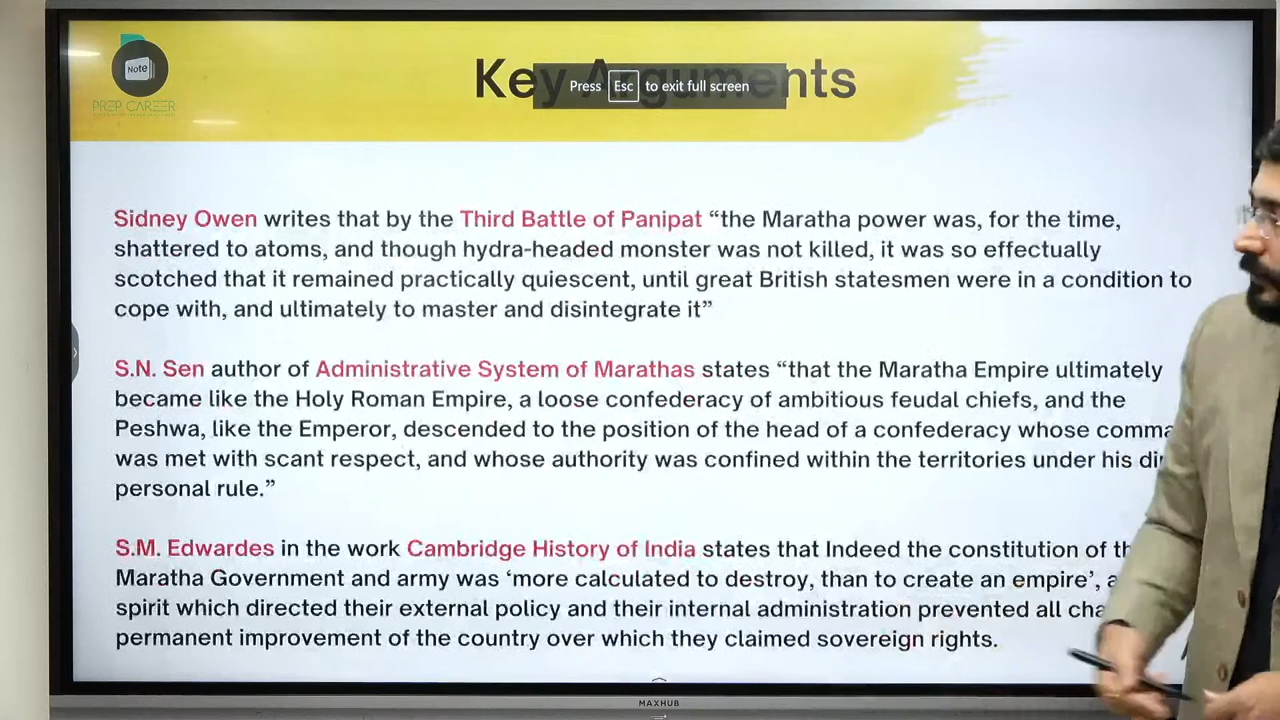 Note
PREP CAREER
Key Arguments
Press Esc to exit full screen
Sidney Owen writes that by the Third Battle of Panipat “the Maratha power was, for the time,
shattered to atoms, and though hydra-headed monster was not killed, it was so effectually
scotched that it remained practically quiescent, until great British statesmen were in a condition to
cope with, and ultimately to master and disintegrate it”
S.N. Sen author of Administrative System of Marathas states “that the Maratha Empire ultimately
became like the Holy Roman Empire, a loose confederacy of ambitious feudal chiefs, and the
Peshwa, like the Emperor, descended to the position of the head of a confederacy whose comma
was met with scant respect, and whose authority was confined within the territories under his di
personal rule.”
S.M. Edwardes in the work Cambridge History of India states that Indeed the constitution of th
Maratha Government and army was ‘more calculated to destroy, than to create an empire’, a
spirit which directed their external policy and their internal administration prevented all cha
permanent improvement of the country over which they claimed sovereign rights.
MAXHUB